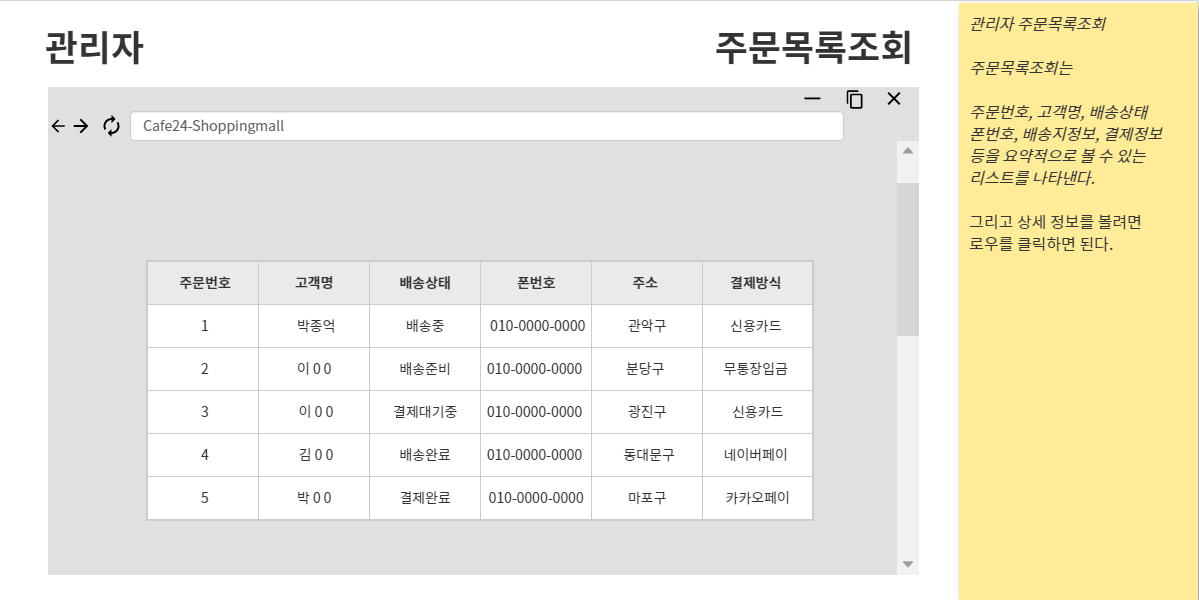 관리자
주문목록조회
Cafe24-Shoppingmall
주문번호 고객명 배송상태 폰번호 주소 결제방식
1 박종억 배송중 010-0000-0000 관악구 신용카드
2 이 0 0 배송준비 010-0000-0000 분당구 무통장입금
3 이 0 0 결제대기중 010-0000-0000 광진구 신용카드
4 김 0 0 배송완료 010-0000-0000 동대문구 네이버페이
5 박 0 0 결제완료 010-0000-0000 마포구 카카오페이
관리자 주문목록조회
주문목록조회는
주문번호, 고객명, 배송상태
폰번호, 배송지정보, 결제정보
등을 요약적으로 볼 수 있는
리스트를 나타낸다.
그리고 상세 정보를 볼려면
로우를 클릭하면 된다.